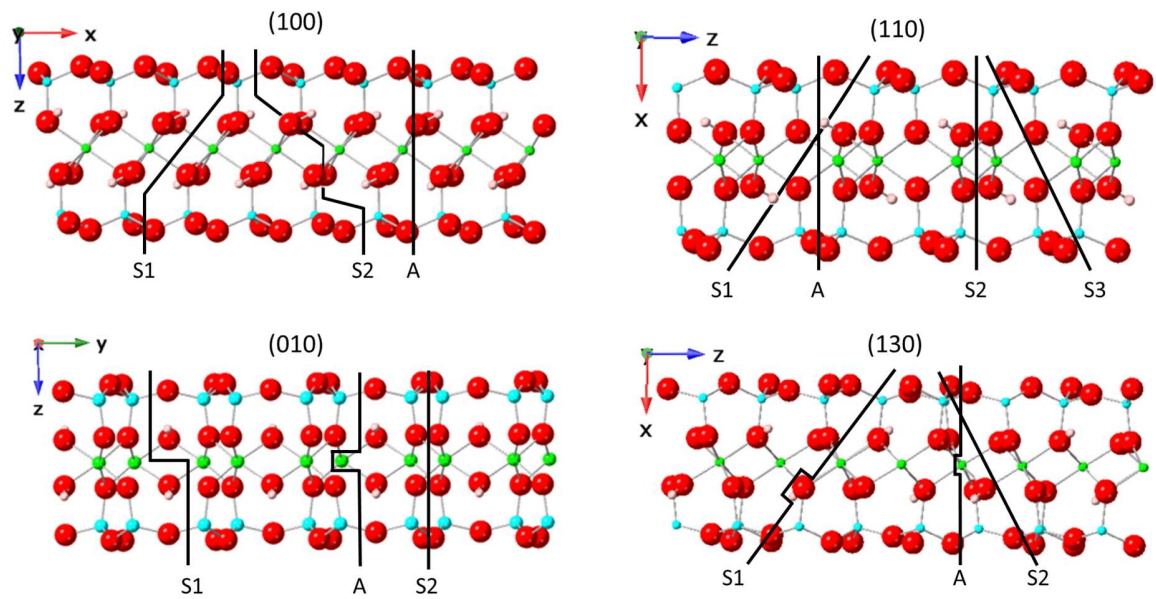 (100)
y
x
z
S1
S2
A
(110)
z
x
S1
A
S2
S3
(010)
x
y
z
S1
A
S2
(130)
z
x
S1
A
S2